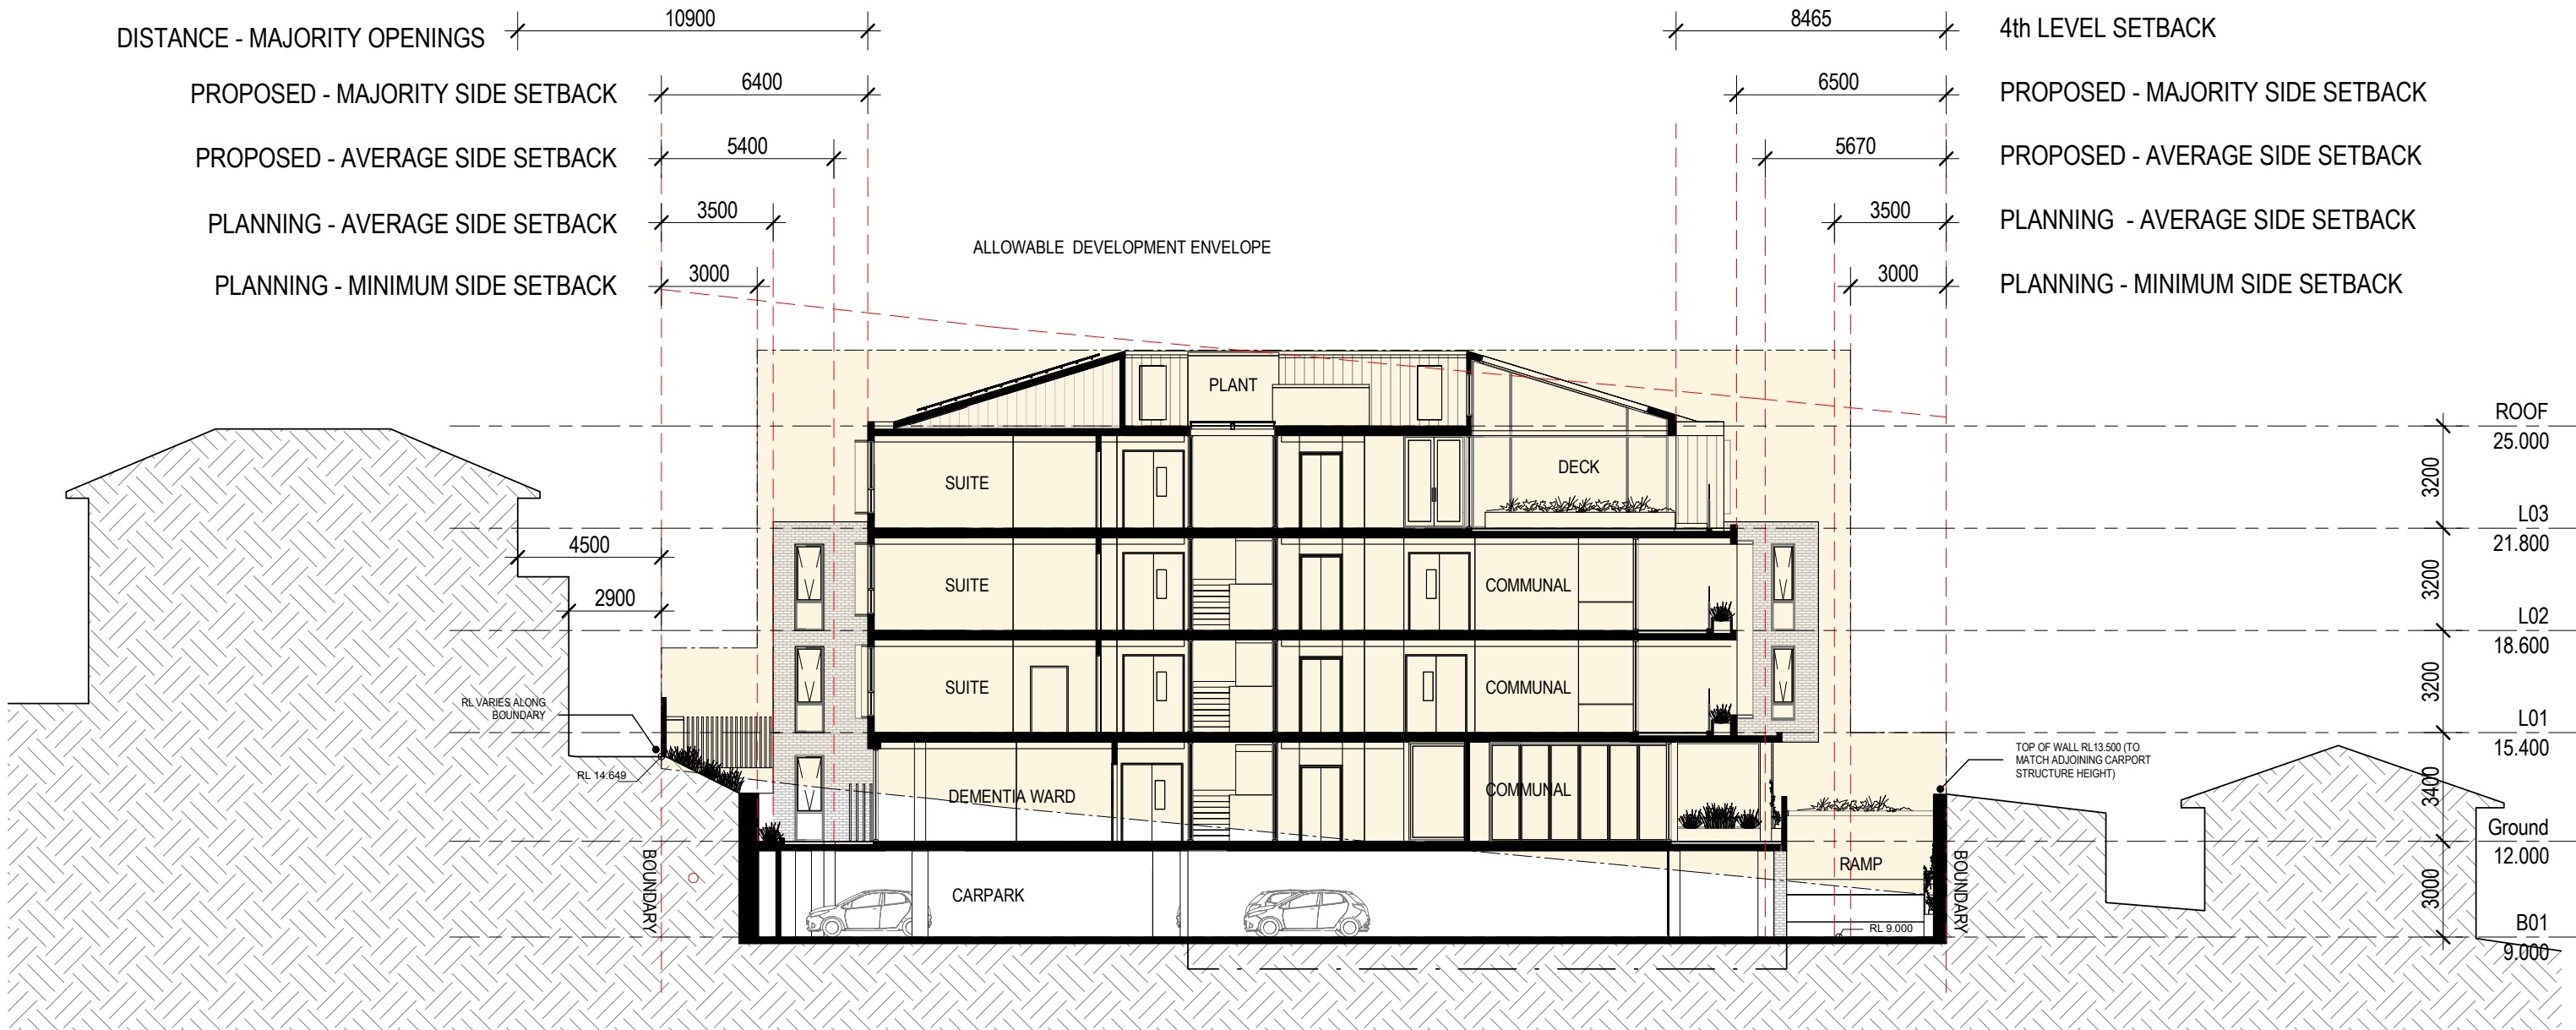 10900
8465
DISTANCE - MAJORITY OPENINGS
4th LEVEL SETBACK
PROPOSED - MAJORITY SIDE SETBACK
6400
6500
PROPOSED - MAJORITY SIDE SETBACK
PROPOSED - AVERAGE SIDE SETBACK
5400
5670
PROPOSED - AVERAGE SIDE SETBACK
PLANNING - AVERAGE SIDE SETBACK
3500
3500
PLANNING - AVERAGE SIDE SETBACK
ALLOWABLE DEVELOPMENT ENVELOPE
PLANNING - MINIMUM SIDE SETBACK
3000
3000
PLANNING - MINIMUM SIDE SETBACK
PLANT
ROOF
25.000
SUITE
DECK
3200
L03
21.800
4500
SUITE
COMMUNAL
3200
2900
L02
18.600
SUITE
COMMUNAL
3200
RL VARIES ALONG
BOUNDARY
L01
15.400
RL 14.649
TOP OF WALL RL13.500 (TO
MATCH ADJOINING CARPORT
STRUCTURE HEIGHT)
DEMENTIA WARD
COMMUNAL
3400
Ground
12.000
BOUNDARY
CARPARK
RAMP
BOUNDARY
3000
RL 9.000
B01
9.000